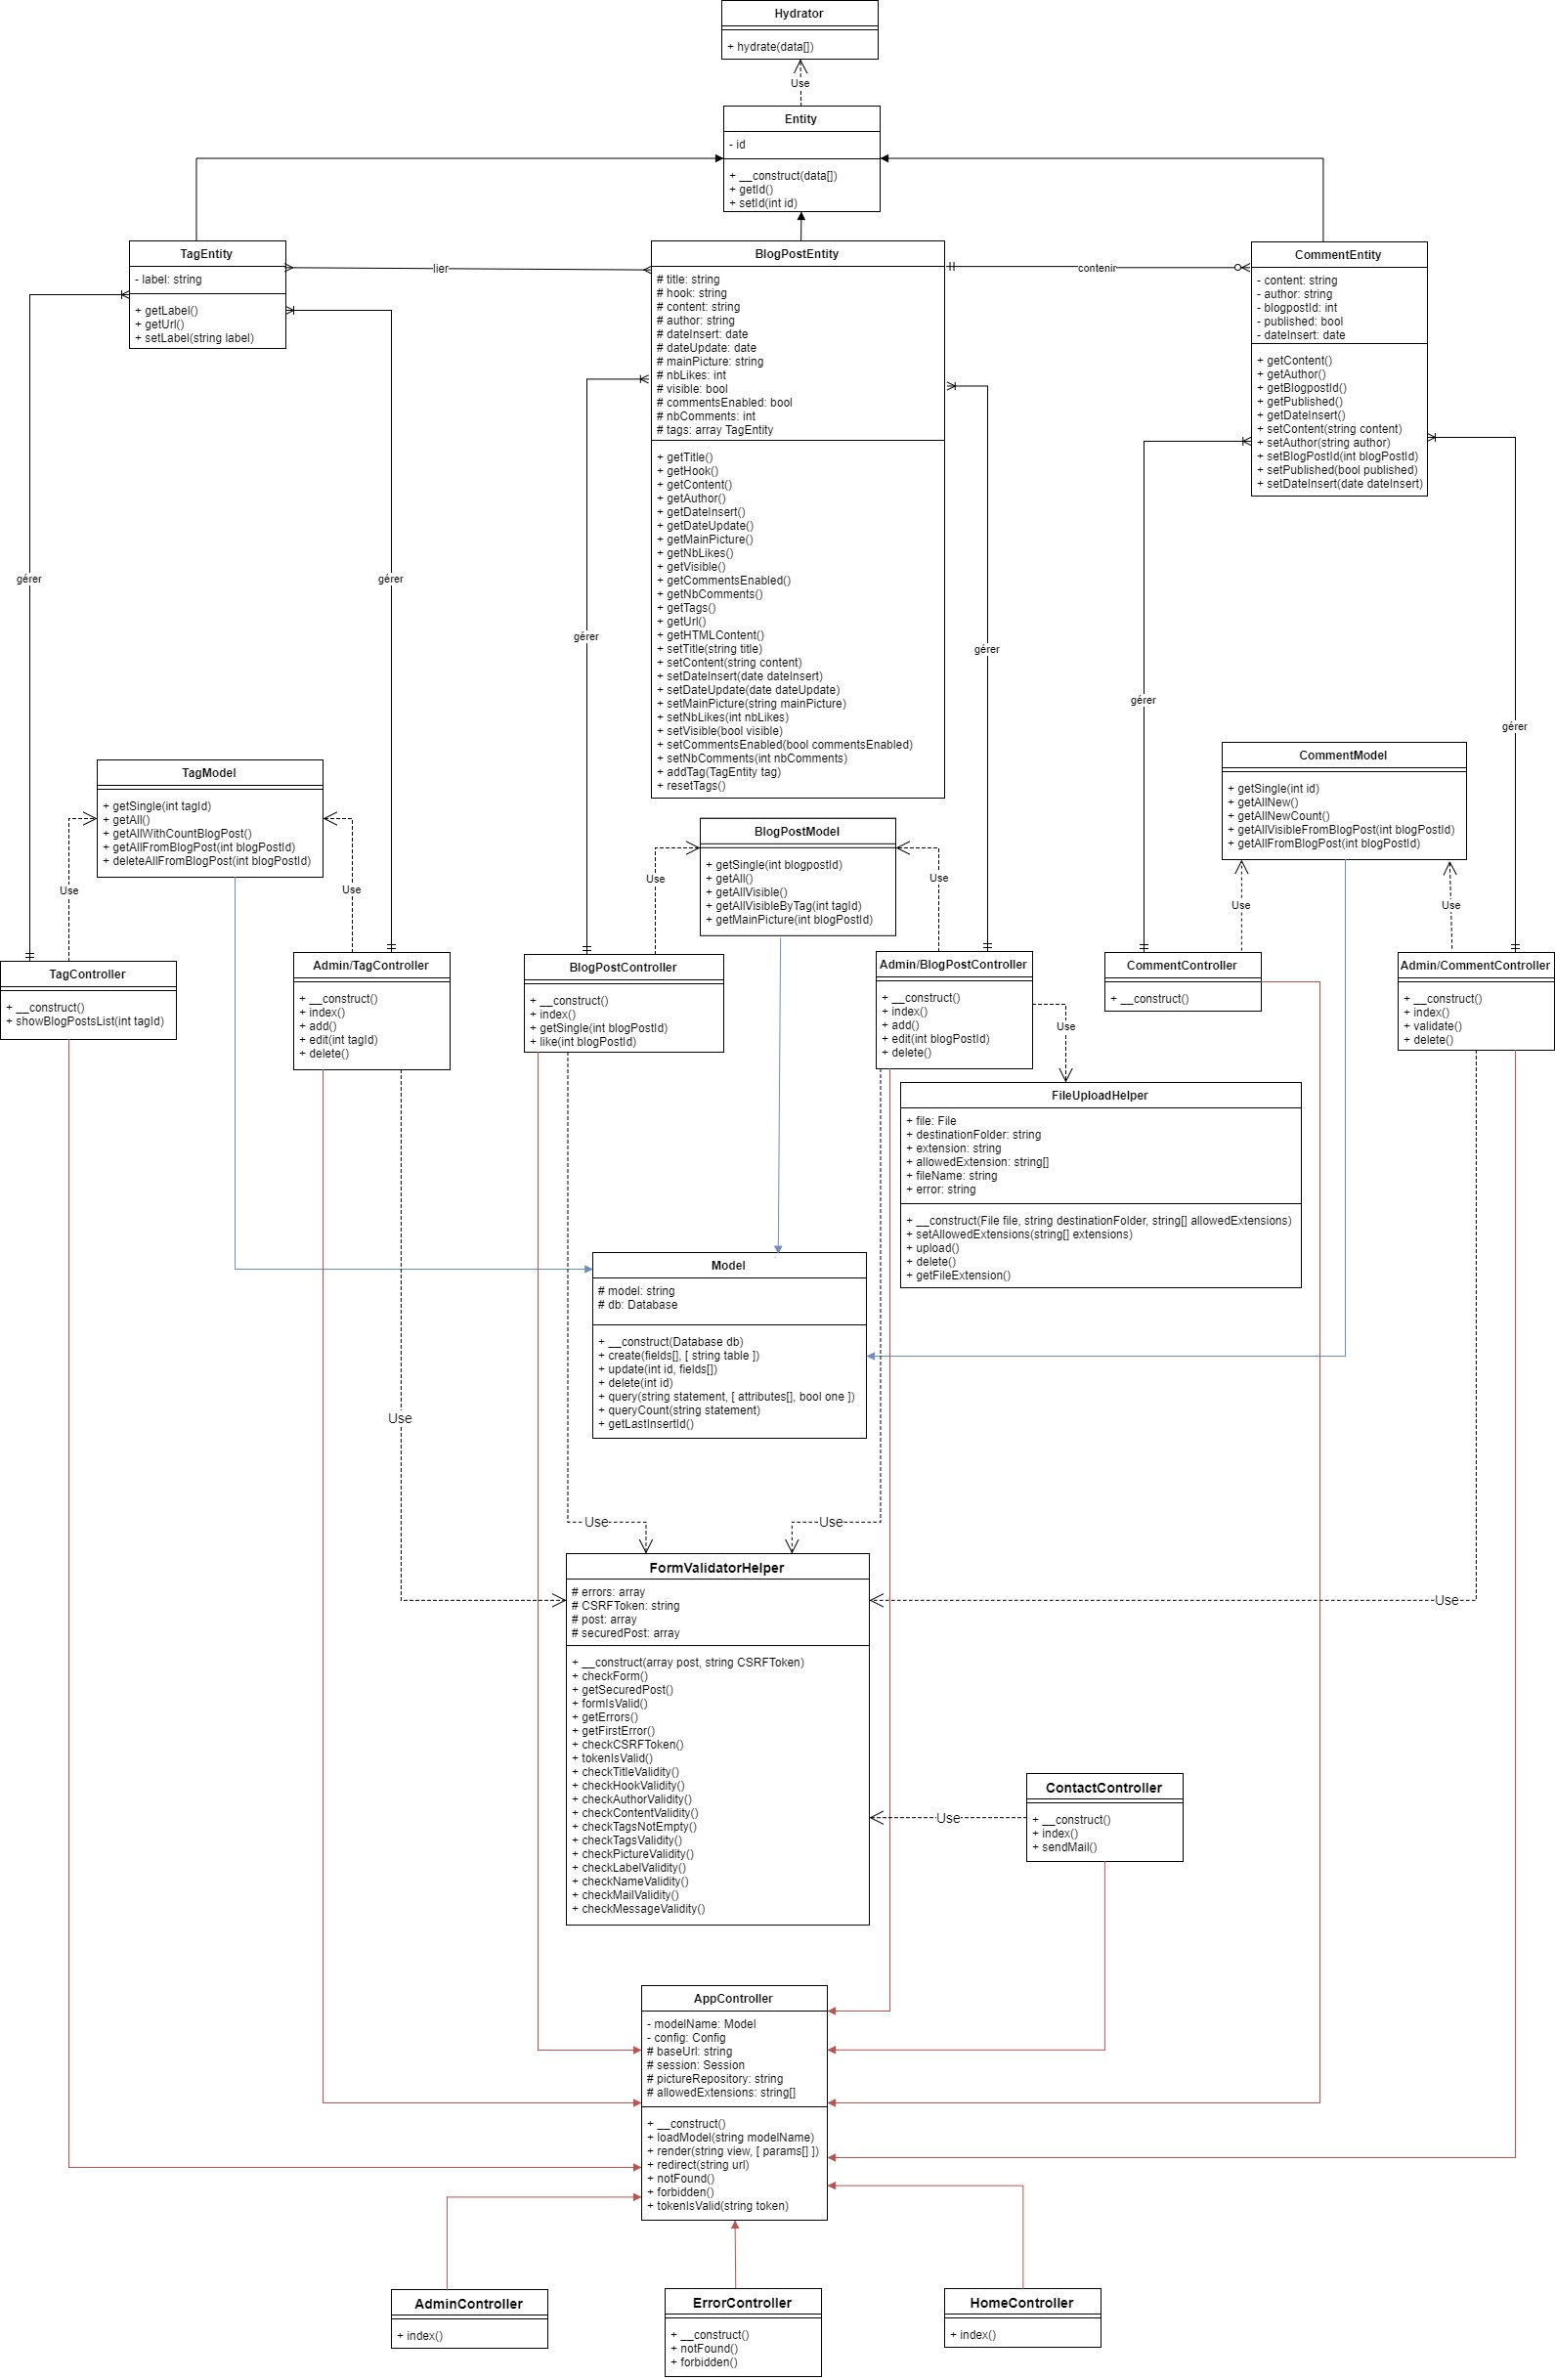 Hydrator
+ hydrate(data[])
Use
Entity
- id
+ __construct(data[])
+ getId()
+ setId(int id)
TagEntity
- label: string
+ getLabel()
+ getUrl()
+ setLabel(string label)
lier
BlogPostEntity
# title: string
# hook: string
# content: string
# author: string
# dateInsert: date
# dateUpdate: date
# mainPicture: string
# nbLikes: int
# visible: bool
# commentsEnabled: bool
# nbComments: int
# tags: array TagEntity
+ getTitle()
+ getHook()
+ getContent()
+ getAuthor()
+ getDateInsert()
+ getDateUpdate()
+ getMainPicture()
+ getNbLikes()
+ getVisible()
+ getCommentsEnabled()
+ getNbComments()
+ getTags()
+ getUrl()
+ getHTMLContent()
+ setTitle(string title)
+ setContent(string content)
+ setDateInsert(date dateInsert)
+ setDateUpdate(date dateUpdate)
+ setMainPicture(string mainPicture)
+ setNbLikes(int nbLikes)
+ setVisible(bool visible)
+ setCommentsEnabled(bool commentsEnabled)
+ setNbComments(int nbComments)
+ addTag(TagEntity tag)
+ resetTags()
contenir
CommentEntity
- content: string
- author: string
- blogpostId: int
- published: bool
- dateInsert: date
+ getContent()
+ getAuthor()
+ getBlogpostId()
+ getPublished()
+ getDateInsert()
+ setContent(string content)
+ setAuthor(string author)
+ setBlogPostId(int blogPostId)
+ setPublished(bool published)
+ setDateInsert(date dateInsert)
gérer
gérer
gérer
gérer
gérer
gérer
TagModel
+ getSingle(int tagId)
+ getAll()
+ getAllWithCountBlogPost()
+ getAllFromBlogPost(int blogPostId)
+ deleteAllFromBlogPost(int blogPostId)
Use
Use
BlogPostModel
+ getSingle(int blogpostId)
+ getAll()
+ getAllVisible()
+ getAllVisibleByTag(int tagId)
+ getMainPicture(int blogPostId)
Use
Use
CommentModel
+ getSingle(int id)
+ getAllNew()
+ getAllNewCount()
+ getAllVisibleFromBlogPost(int blogPostId)
+ getAllFromBlogPost(int blogPostId)
Use
Use
TagController
+ __construct()
+ showBlogPostsList(int tagId)
Admin/TagController
+ __construct()
+ index()
+ add()
+ edit(int tagId)
+ delete()
BlogPostController
+ __construct()
+ index()
+ getSingle(int blogPostId)
+ like(int blogPostId)
Admin/BlogPostController
+ __construct()
+ index()
+ add()
+ edit(int blogPostId)
+ delete()
Use
CommentController
+ __construct()
Admin/CommentController
+ __construct()
+ index()
+ validate()
+ delete()
FileUploadHelper
+ file: File
+ destinationFolder: string
+ extension: string
+ allowedExtension: string[]
+ fileName: string
+ error: string
+ __construct(File file, string destinationFolder, string[] allowedExtensions)
+ setAllowedExtensions(string[] extensions)
+ upload()
+ delete()
+ getFileExtension()
Model
# model: string
# db: Database
+ __construct(Database db)
+ create(fields[], [ string table ])
+ update(int id, fields[])
+ delete(int id)
+ query(string statement, [ attributes[], bool one ])
+ queryCount(string statement)
+ getLastInsertId()
Use
Use
Use
Use
FormValidatorHelper
# errors: array
# CSRFToken: string
# post: array
# securedPost: array
+ __construct(array post, string CSRFToken)
+ checkForm()
+ getSecuredPost()
+ formIsValid()
+ getErrors()
+ getFirstError()
+ checkCSRFToken()
+ tokenIsValid()
+ checkTitleValidity()
+ checkHookValidity()
+ checkAuthorValidity()
+ checkContentValidity()
+ checkTagsNotEmpty()
+ checkTagsValidity()
+ checkPictureValidity()
+ checkLabelValidity()
+ checkNameValidity()
+ checkMailValidity()
+ checkMessageValidity()
Use
ContactController
+ __construct()
+ index()
+ sendMail()
AppController
- modelName: Model
- config: Config
# baseUrl: string
# session: Session
# pictureRepository: string
# allowedExtensions: string[]
+ __construct()
+ loadModel(string modelName)
+ render(string view, [ params[] ])
+ redirect(string url)
+ notFound()
+ forbidden()
+ tokenIsValid(string token)
AdminController
+ index()
ErrorController
+ __construct()
+ notFound()
+ forbidden()
HomeController
+ index()